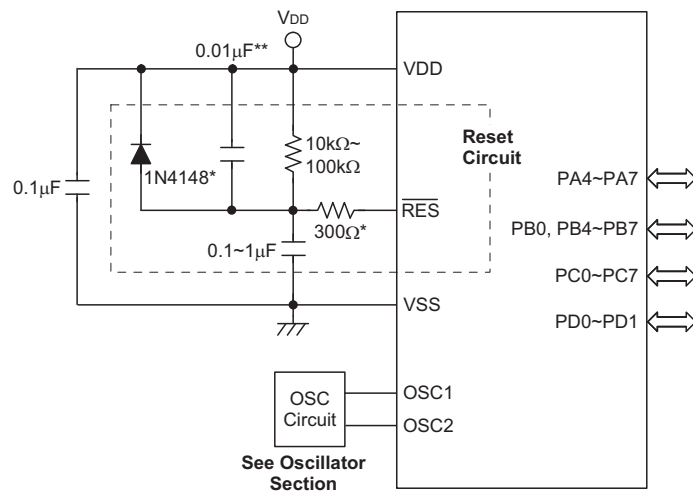 VDD
0.01μF**
VDD
10kΩ~
100kΩ
Reset
Circuit
1N4148*
0.1μF
PA4~PA7
RES
300Ω*
PB0, PB4~PB7
0.1~1μF
PC0~PC7
VSS
PD0~PD1
OSC
Circuit
OSC1
OSC2
See Oscillator
Section